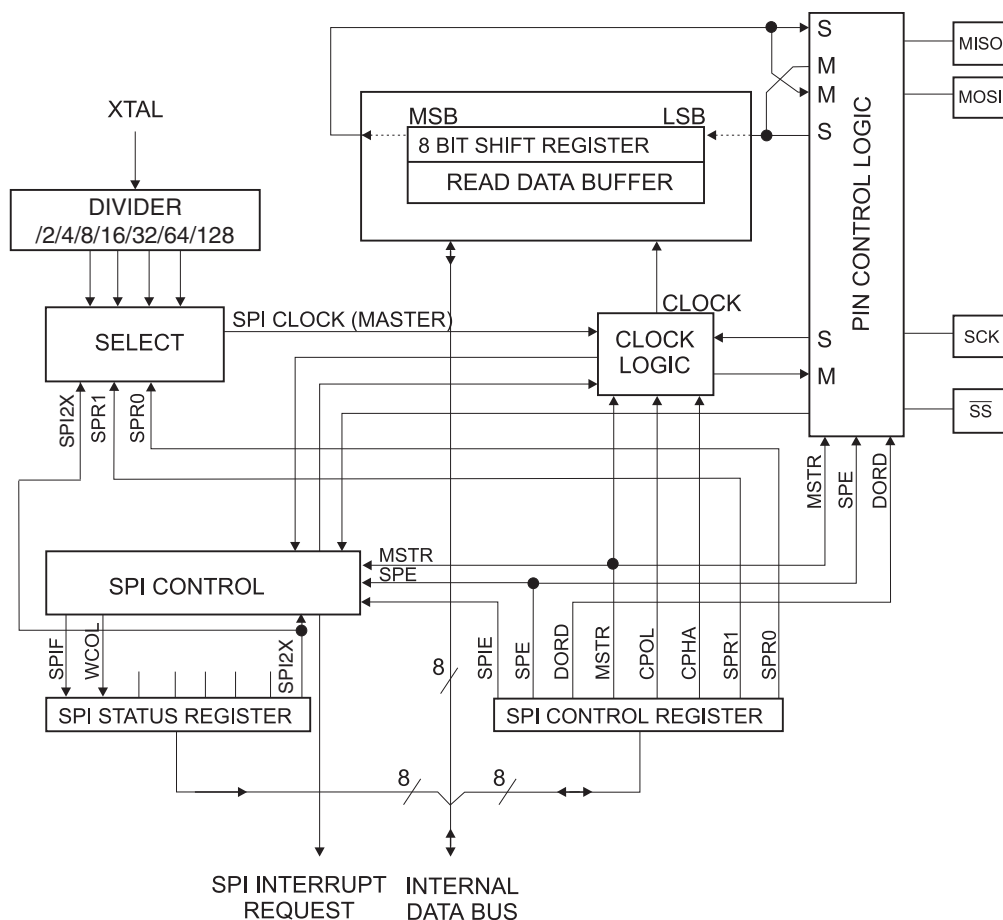 S
MISO
M
MOSI
M
S
XTAL
MSB
LSB
8 BIT SHIFT REGISTER
READ DATA BUFFER
DIVIDER
/2/4/8/16/32/64/128
PIN CONTROL LOGIC
SPI CLOCK (MASTER)
CLOCK
SELECT
CLOCK
LOGIC
S
SCK
M
SS
SPI2X
SPR1
SPR0
MSTR
SPE
DORD
MSTR
SPE
SPI CONTROL
SPIF
WCOL
SPI2X
8
SPIE
SPE
DORD
MSTR
CPOL
CPHA
SPR1
SPR0
SPI STATUS REGISTER
SPI CONTROL REGISTER
8
8
SPI INTERRUPT
REQUEST
INTERNAL
DATA BUS